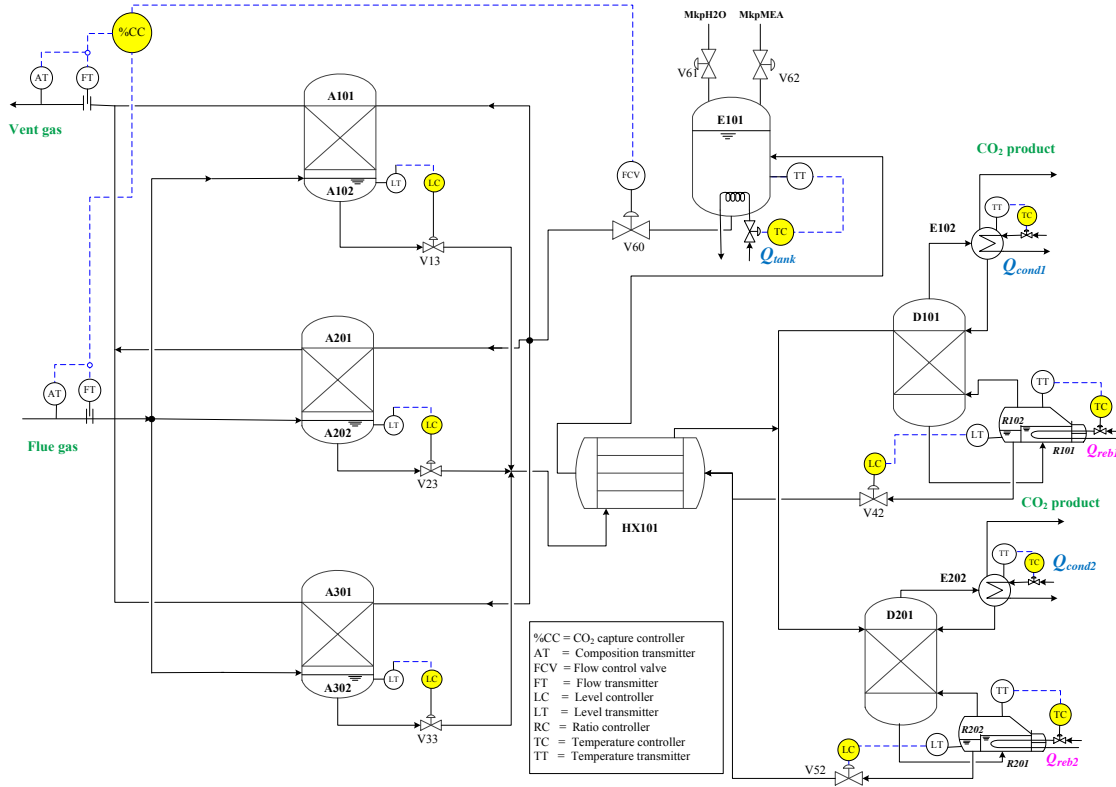 MkpH2O
MkpMEA
%CC
AT
FT
V61
V62
A101
E101
Vent gas
CO₂ product
TT
LT
LC
FCV
A102
TT
TC
E102
V13
V60
TC
Qtank
Qcond1
D101
A201
AT
FT
TT
TC
LT
LC
A202
R102
LT
Flue gas
R101
Qreb1
LC
V23
CO₂ product
V42
HX101
TT
TC
Qcond2
E202
A301
D201
%CC = CO₂ capture controller
AT = Composition transmitter
FCV = Flow control valve
FT = Flow transmitter
LC = Level controller
LT = Level transmitter
RC = Ratio controller
TC = Temperature controller
TT = Temperature transmitter
LT
LC
A302
TT
TC
R202
LT
LC
V33
V52
R201
Qreb2